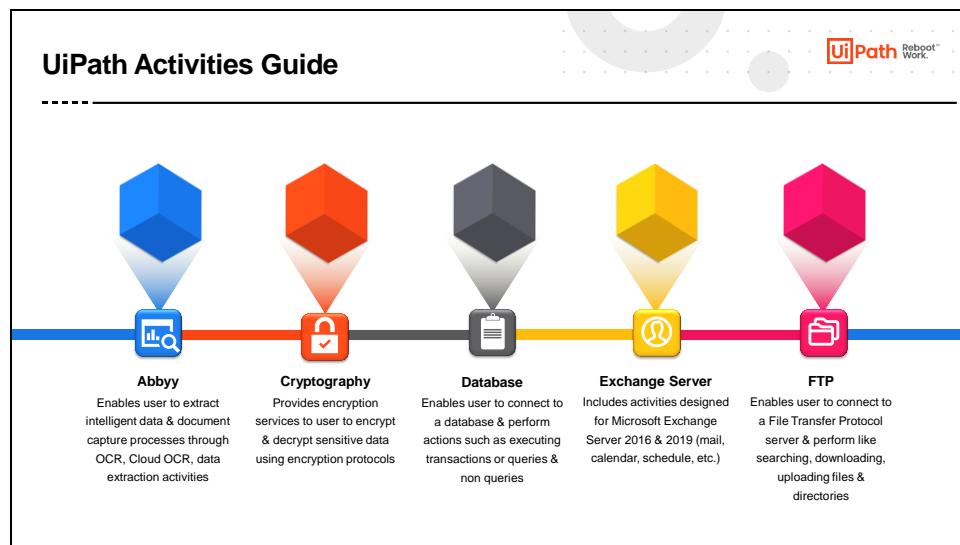 UiPath Activities Guide
UiPath Reboot™
Work.
Abbyy
Enables user to extract
intelligent data & document
capture processes through
OCR, Cloud OCR, data
extraction activities
Cryptography
Provides encryption
services to user to encrypt
& decrypt sensitive data
using encryption protocols
Database
Enables user to connect to
a database & perform
actions such as executing
transactions or queries &
non queries
Exchange Server
Includes activities designed
for Microsoft Exchange
Server 2016 & 2019 (mail,
calendar, schedule, etc.)
FTP
Enables user to connect to
a File Transfer Protocol
server & perform like
searching, downloading,
uploading files &
directories